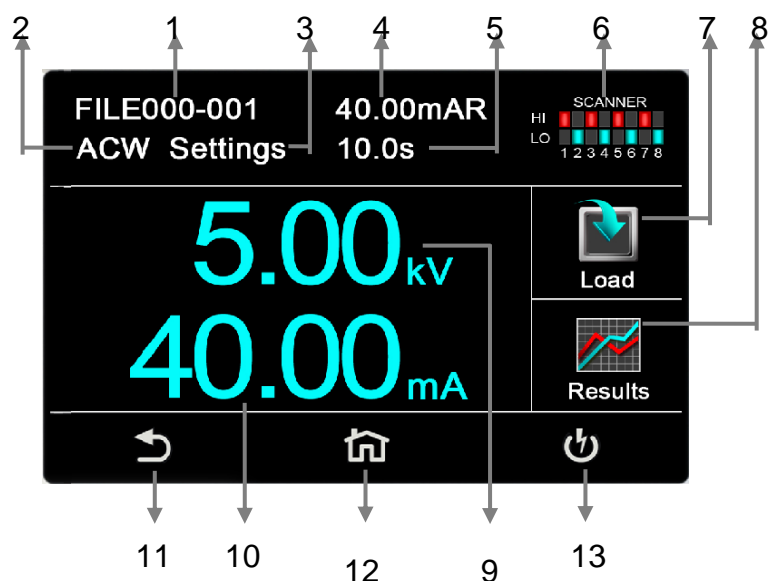 2 1 3 4 5 6 7 8
FILE000-001 40.00mAR SCANNER
HI
ACW Settings 10.0s LO
1 2 3 4 5 6 7 8
5.00kV
Load
40.00mA
Results
11 10 12 9 13